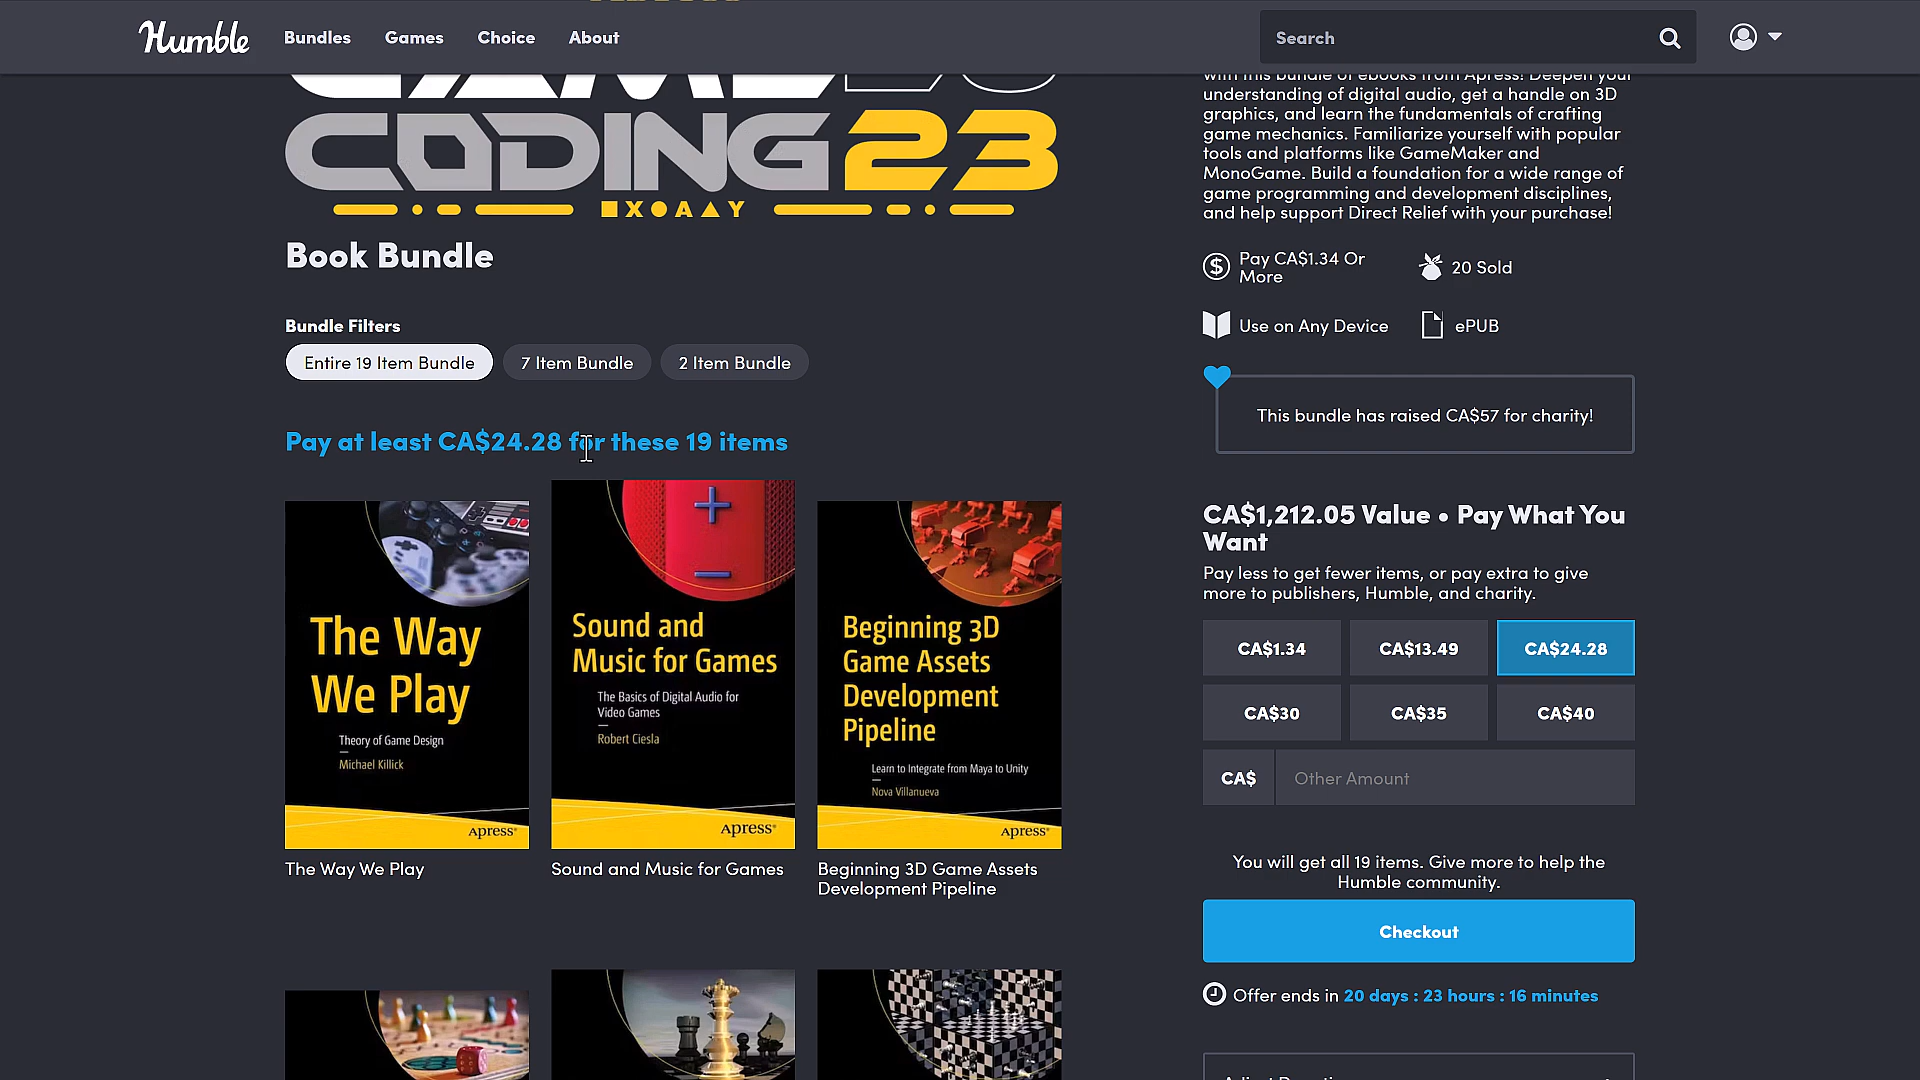 Humble
Bundles
Games
Choice
About
Search
CODING 23
X A Y
Book Bundle
Bundle Filters
Entire 19 Item Bundle
7 Item Bundle
2 Item Bundle
Pay at least CA$24.28 for these 19 items
The Way
We Play
Theory of Game Design
Michael Killick
Apress®
The Way We Play
Sound and
Music for Games
The Basics of Digital Audio for
Video Games
Robert Ciesla
Apress®
Sound and Music for Games
Beginning 3D
Game Assets
Development
Pipeline
Learn to Integrate from Maya to Unity
Nova Villanueva
Apress®
Beginning 3D Game Assets
Development Pipeline
with this bundle of ebooks from Apress! Deepen your
understanding of digital audio, get a handle on 3D
graphics, and learn the fundamentals of crafting
game mechanics. Familiarize yourself with popular
tools and platforms like GameMaker and
MonoGame. Build a foundation for a wide range of
game programming and development disciplines,
and help support Direct Relief with your purchase!
Pay CA$1.34 Or
More
20 Sold
Use on Any Device
ePUB
This bundle has raised CA$57 for charity!
CA$1,212.05 Value • Pay What You
Want
Pay less to get fewer items, or pay extra to give
more to publishers, Humble, and charity.
CA$1.34
CA$13.49
CA$24.28
CA$30
CA$35
CA$40
CA$
Other Amount
You will get all 19 items. Give more to help the
Humble community.
Checkout
Offer ends in 20 days : 23 hours : 16 minutes